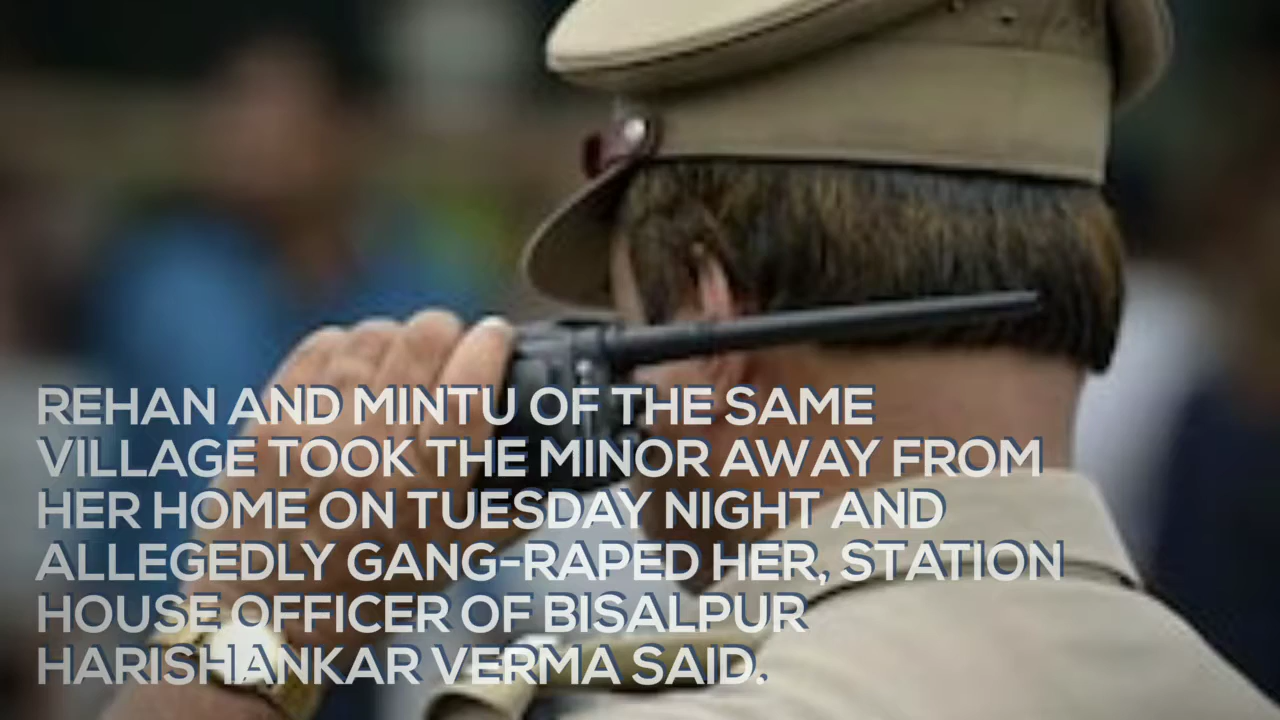 REHAN AND MINTU OF THE SAME
VILLAGE TOOK THE MINOR AWAY FROM
HER HOME ON TUESDAY NIGHT AND
ALLEGEDLY GANG-RAPED HER, STATION
HOUSE OFFICER OF BISALPUR
HARISHANKAR VERMA SAID.